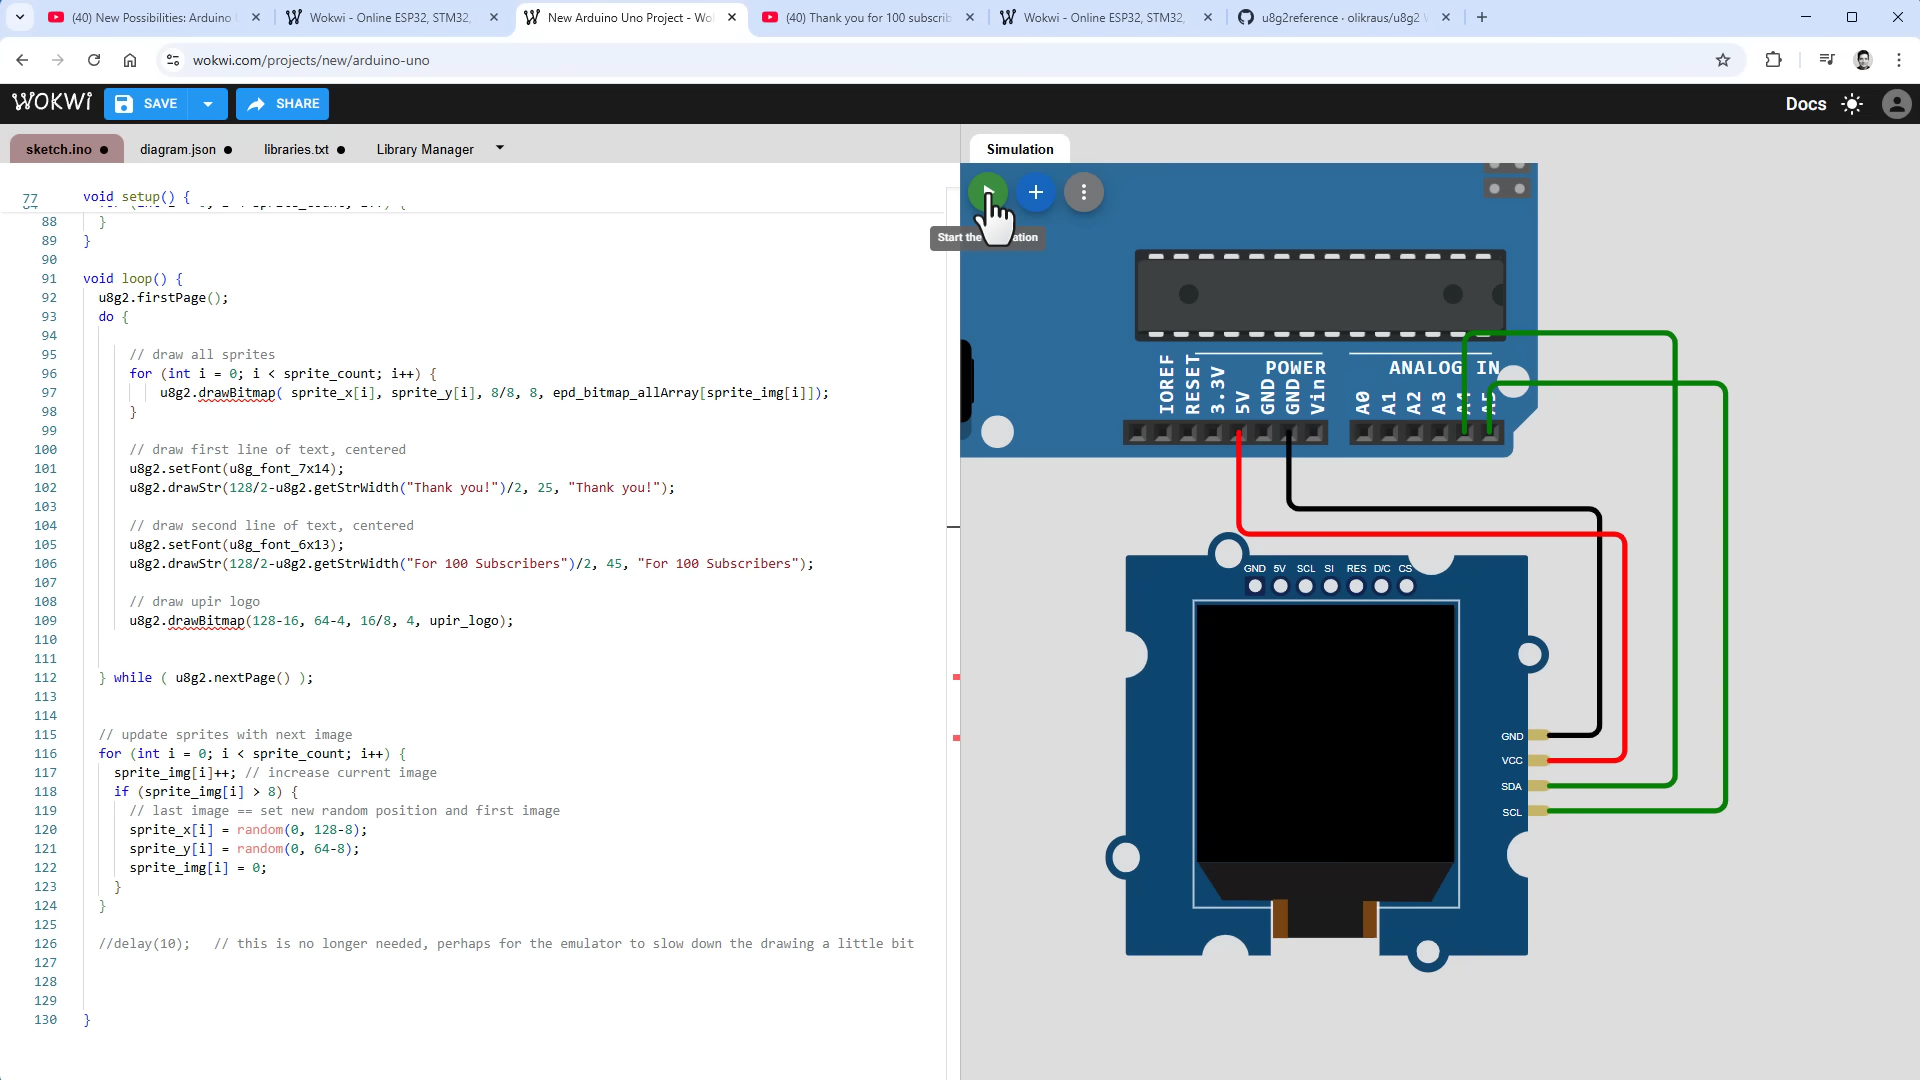 (40) New Possibilities: Arduino
Wokwi - Online ESP32, STM32,
New Arduino Uno Project - Wo
(40) Thank you for 100 subscrib
Wokwi - Online ESP32, STM32,
u8g2reference · olikraus/u8g2
wokwi.com/projects/new/arduino-uno
WOKWI
SAVE
SHARE
Docs
sketch.ino
diagram.json
libraries.txt
Library Manager
Simulation
77 void setup() {
88 }
89 }
90
91 void loop() {
92 u8g2.firstPage();
93 do {
94
95 // draw all sprites
96 for (int i = 0; i < sprite_count; i++) {
97 u8g2.drawBitmap( sprite_x[i], sprite_y[i], 8/8, 8, epd_bitmap_allArray[sprite_img[i]]);
98 }
99
100 // draw first line of text, centered
101 u8g2.setFont(u8g_font_7x14);
102 u8g2.drawStr(128/2-u8g2.getStrWidth("Thank you!")/2, 25, "Thank you!");
103
104 // draw second line of text, centered
105 u8g2.setFont(u8g_font_6x13);
106 u8g2.drawStr(128/2-u8g2.getStrWidth("For 100 Subscribers")/2, 45, "For 100 Subscribers");
107
108 // draw upir logo
109 u8g2.drawBitmap(128-16, 64-4, 16/8, 4, upir_logo);
110
111
112 } while ( u8g2.nextPage() );
113
114
115 // update sprites with next image
116 for (int i = 0; i < sprite_count; i++) {
117 sprite_img[i]++; // increase current image
118 if (sprite_img[i] > 8) {
119 // last image == set new random position and first image
120 sprite_x[i] = random(0, 128-8);
121 sprite_y[i] = random(0, 64-8);
122 sprite_img[i] = 0;
123 }
124 }
125
126 //delay(10); // this is no longer needed, perhaps for the emulator to slow down the drawing a little bit
127
128
129
130 }
Start the
POWER
ANALOG IN
IOREF
RESET
3.3V
5V
GND
GND
Vin
A0
A1
A2
A3
A4
A5
GND 5V SCL SI RES D/C CS
GND
VCC
SDA
SCL